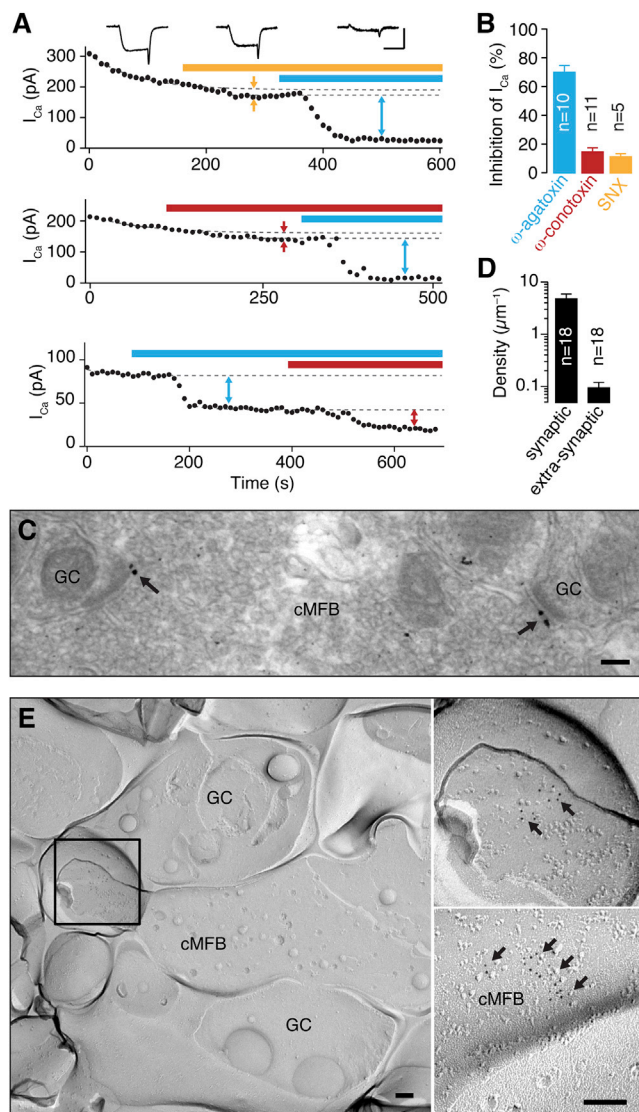 A
I_Ca (pA)
300
200
100
0
0
200
400
600
I_Ca (pA)
200
100
0
0
250
500
I_Ca (pA)
100
50
0
0
200
400
600
Time (s)
B
Inhibition of I_Ca (%)
100
80
60
40
20
0
n=10
n=11
n=5
ω-agatoxin
ω-conotoxin
SNX
D
Density (µm⁻¹)
10
1
0.1
n=18
n=18
synaptic
extra-synaptic
C
GC
cMFB
GC
E
GC
cMFB
GC
cMFB